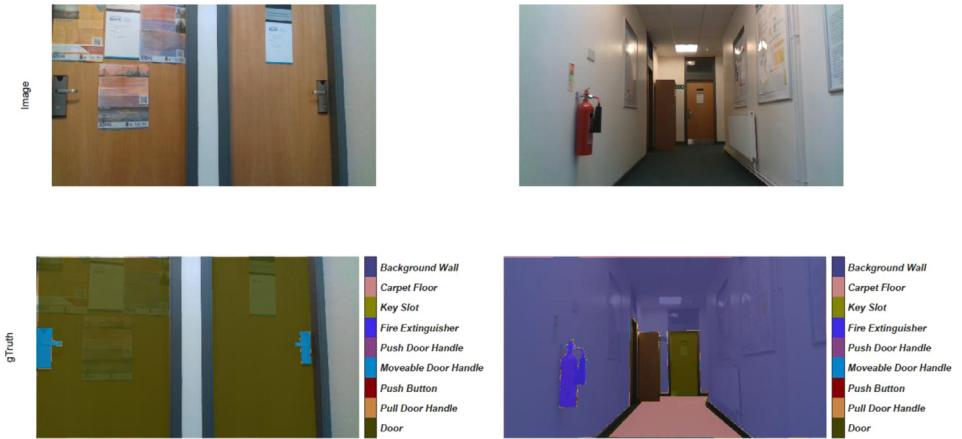 Image
gTruth
Background Wall
Carpet Floor
Key Slot
Fire Extinguisher
Push Door Handle
Moveable Door Handle
Push Button
Pull Door Handle
Door
Background Wall
Carpet Floor
Key Slot
Fire Extinguisher
Push Door Handle
Moveable Door Handle
Push Button
Pull Door Handle
Door